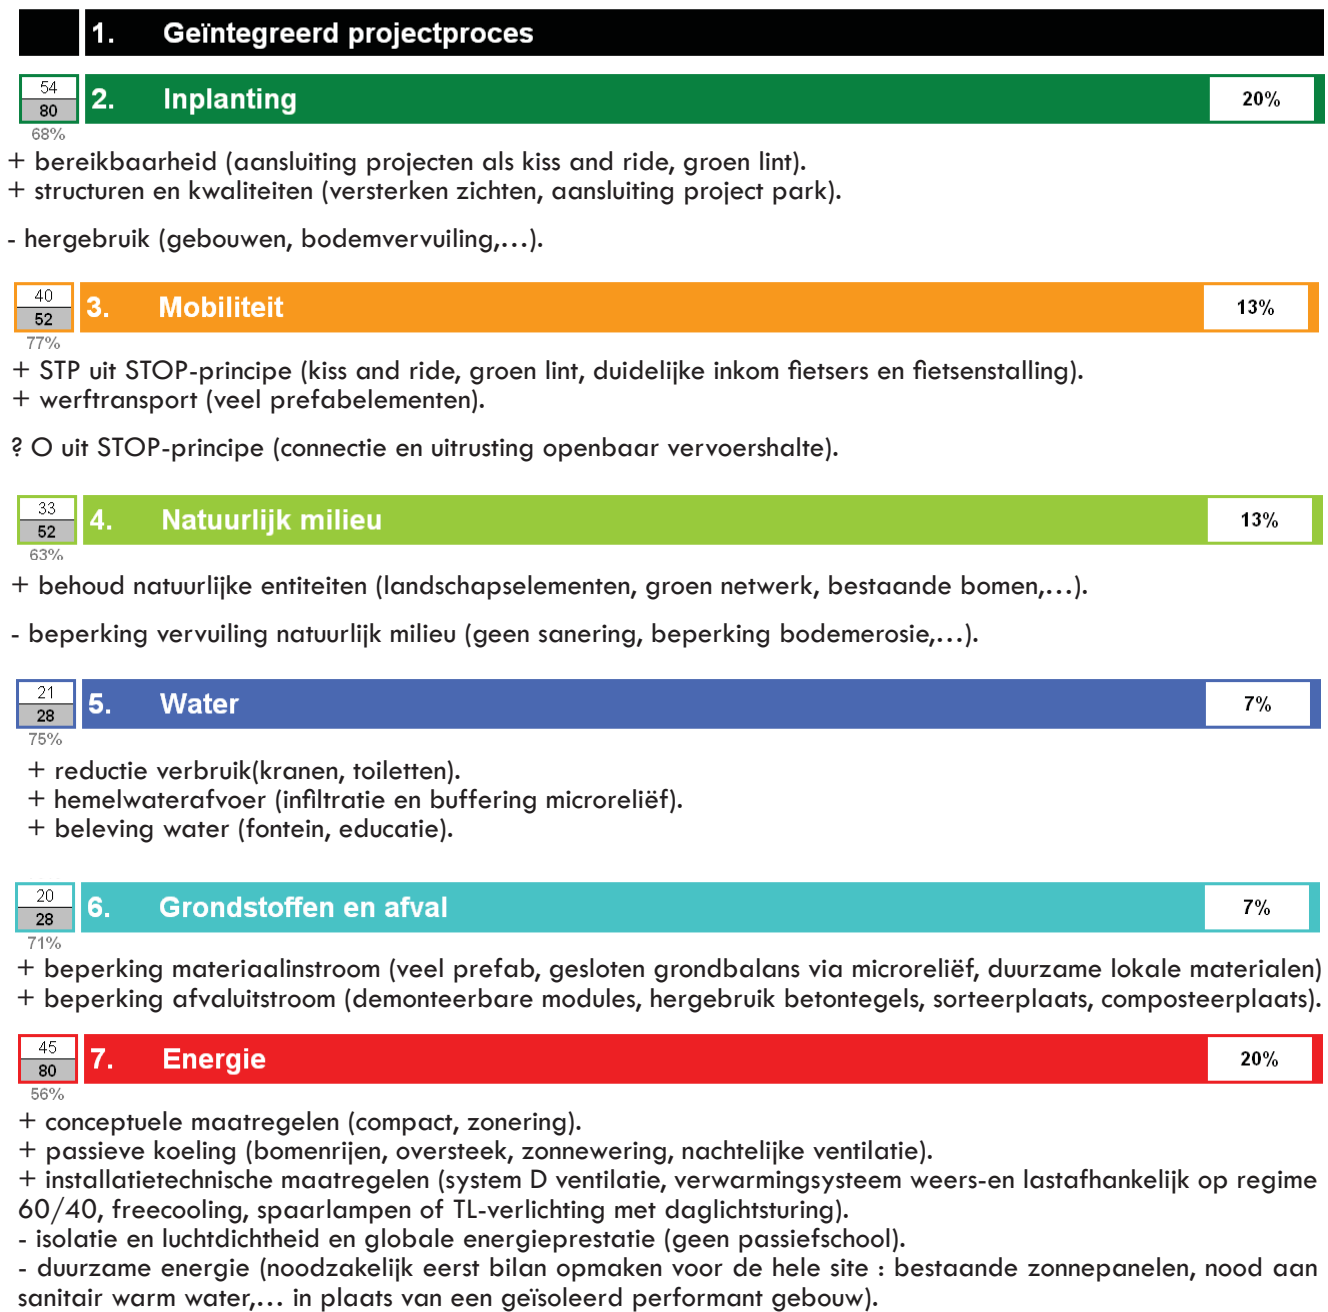 1. Geïntegreerd projectproces
54
80
68%
2. Inplanting 20%
+ bereikbaarheid (aansluiting projecten als kiss and ride, groen lint).
+ structuren en kwaliteiten (versterken zichten, aansluiting project park).
- hergebruik (gebouwen, bodemvervuiling,...).
40
52
77%
3. Mobiliteit 13%
+ STP uit STOP-principe (kiss and ride, groen lint, duidelijke inkom fietsers en fietsenstalling).
+ werftransport (veel prefabelementen).
? O uit STOP-principe (connectie en uitrusting openbaar vervoershalte).
33
52
63%
4. Natuurlijk milieu 13%
+ behoud natuurlijke entiteiten (landschapselementen, groen netwerk, bestaande bomen,...).
- beperking vervuiling natuurlijk milieu (geen sanering, beperking bodemerosie,...).
21
28
75%
5. Water 7%
+ reductie verbruik(kranen, toiletten).
+ hemelwaterafvoer (infiltratie en buffering microreliëf).
+ beleving water (fontein, educatie).
20
28
71%
6. Grondstoffen en afval 7%
+ beperking materiaalinstroom (veel prefab, gesloten grondbalans via microreliëf, duurzame lokale materialen)
+ beperking afvaluitstroom (demonteerbare modules, hergebruik betontegels, sorteerplaats, composteerplaats).
45
80
56%
7. Energie 20%
+ conceptuele maatregelen (compact, zonering).
+ passieve koeling (bomenrijen, oversteek, zonnewering, nachtelijke ventilatie).
+ installatietechnische maatregelen (system D ventilatie, verwarmingsysteem weers-en lastafhankelijk op regime
60/40, freecooling, spaarlampen of TL-verlichting met daglichtsturing).
- isolatie en luchtdichtheid en globale energieprestatie (geen passiefschool).
- duurzame energie (noodzakelijk eerst bilan opmaken voor de hele site : bestaande zonnepanelen, nood aan
sanitair warm water,... in plaats van een geïsoleerd performant gebouw).